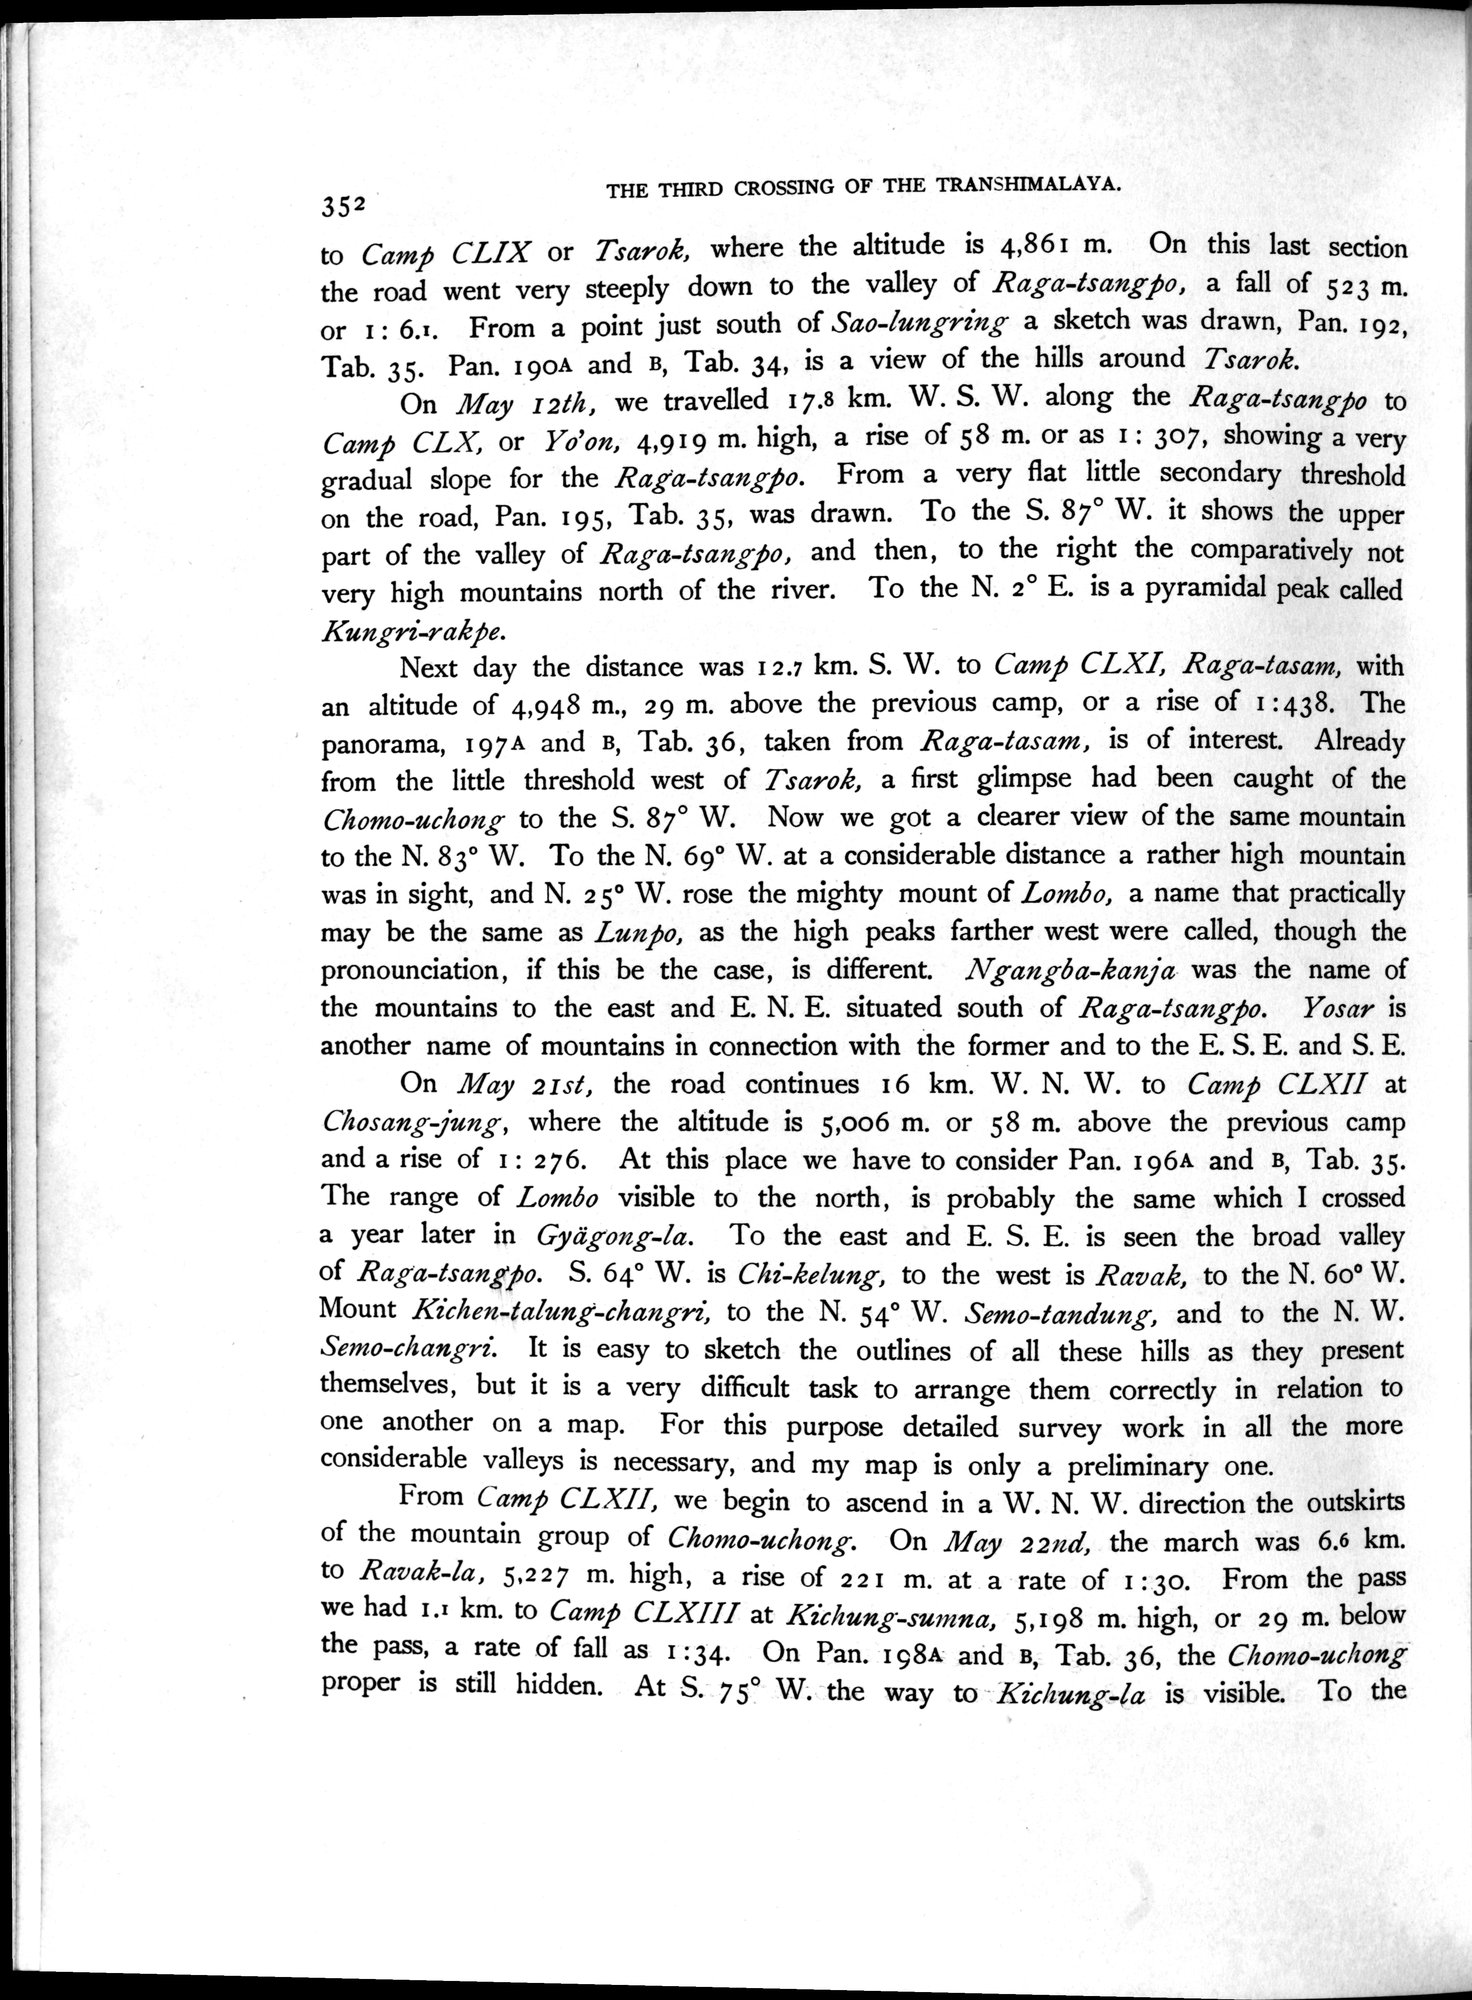 352
THE THIRD CROSSING OF THE TRANSHIMALAYA.
to Camp CLIX or Tsarok, where the altitude is 4,861 m. On this last section
the road went very steeply down to the valley of Raga-tsangpo, a fall of 523 m.
or 1: 6.1. From a point just south of Sao-lungring a sketch was drawn, Pan. 192,
Tab. 35. Pan. 190A and B, Tab. 34, is a view of the hills around Tsarok.
On May 12th, we travelled 17.8 km. W. S. W. along the Raga-tsangpo to
Camp CLX, or Yo'on, 4,919 m. high, a rise of 58 m. or as 1: 307, showing a very
gradual slope for the Raga-tsangpo. From a very flat little secondary threshold
on the road, Pan. 195, Tab. 35, was drawn. To the S. 87° W. it shows the upper
part of the valley of Raga-tsangpo, and then, to the right the comparatively not
very high mountains north of the river. To the N. 2° E. is a pyramidal peak called
Kungri-rakpe.
Next day the distance was 12.7 km. S. W. to Camp CLXI, Raga-tasam, with
an altitude of 4,948 m., 29 m. above the previous camp, or a rise of 1:438. The
panorama, 197A and B, Tab. 36, taken from Raga-tasam, is of interest. Already
from the little threshold west of Tsarok, a first glimpse had been caught of the
Chomo-uchong to the S. 87° W. Now we got a clearer view of the same mountain
to the N. 83° W. To the N. 69° W. at a considerable distance a rather high mountain
was in sight, and N. 25° W. rose the mighty mount of Lombo, a name that practically
may be the same as Lunpo, as the high peaks farther west were called, though the
pronounciation, if this be the case, is different. Ngangba-kanja was the name of
the mountains to the east and E. N. E. situated south of Raga-tsangpo. Yosar is
another name of mountains in connection with the former and to the E. S. E. and S. E.
On May 21st, the road continues 16 km. W. N. W. to Camp CLXII at
Chosang-jung, where the altitude is 5,006 m. or 58 m. above the previous camp
and a rise of 1: 276. At this place we have to consider Pan. 196A and B, Tab. 35.
The range of Lombo visible to the north, is probably the same which I crossed
a year later in Gyägong-la. To the east and E. S. E. is seen the broad valley
of Raga-tsangpo. S. 64° W. is Chi-kelung, to the west is Ravak, to the N. 60° W.
Mount Kichen-talung-changri, to the N. 54° W. Semo-tandung, and to the N. W.
Semo-changri. It is easy to sketch the outlines of all these hills as they present
themselves, but it is a very difficult task to arrange them correctly in relation to
one another on a map. For this purpose detailed survey work in all the more
considerable valleys is necessary, and my map is only a preliminary one.
From Camp CLXII, we begin to ascend in a W. N. W. direction the outskirts
of the mountain group of Chomo-uchong. On May 22nd, the march was 6.6 km.
to Ravak-la, 5,227 m. high, a rise of 221 m. at a rate of 1:30. From the pass
we had 1.1 km. to Camp CLXIII at Kichung-sumna, 5,198 m. high, or 29 m. below
the pass, a rate of fall as 1:34. On Pan. 198A and B, Tab. 36, the Chomo-uchong
proper is still hidden. At S. 75° W. the way to Kichung-la is visible. To the